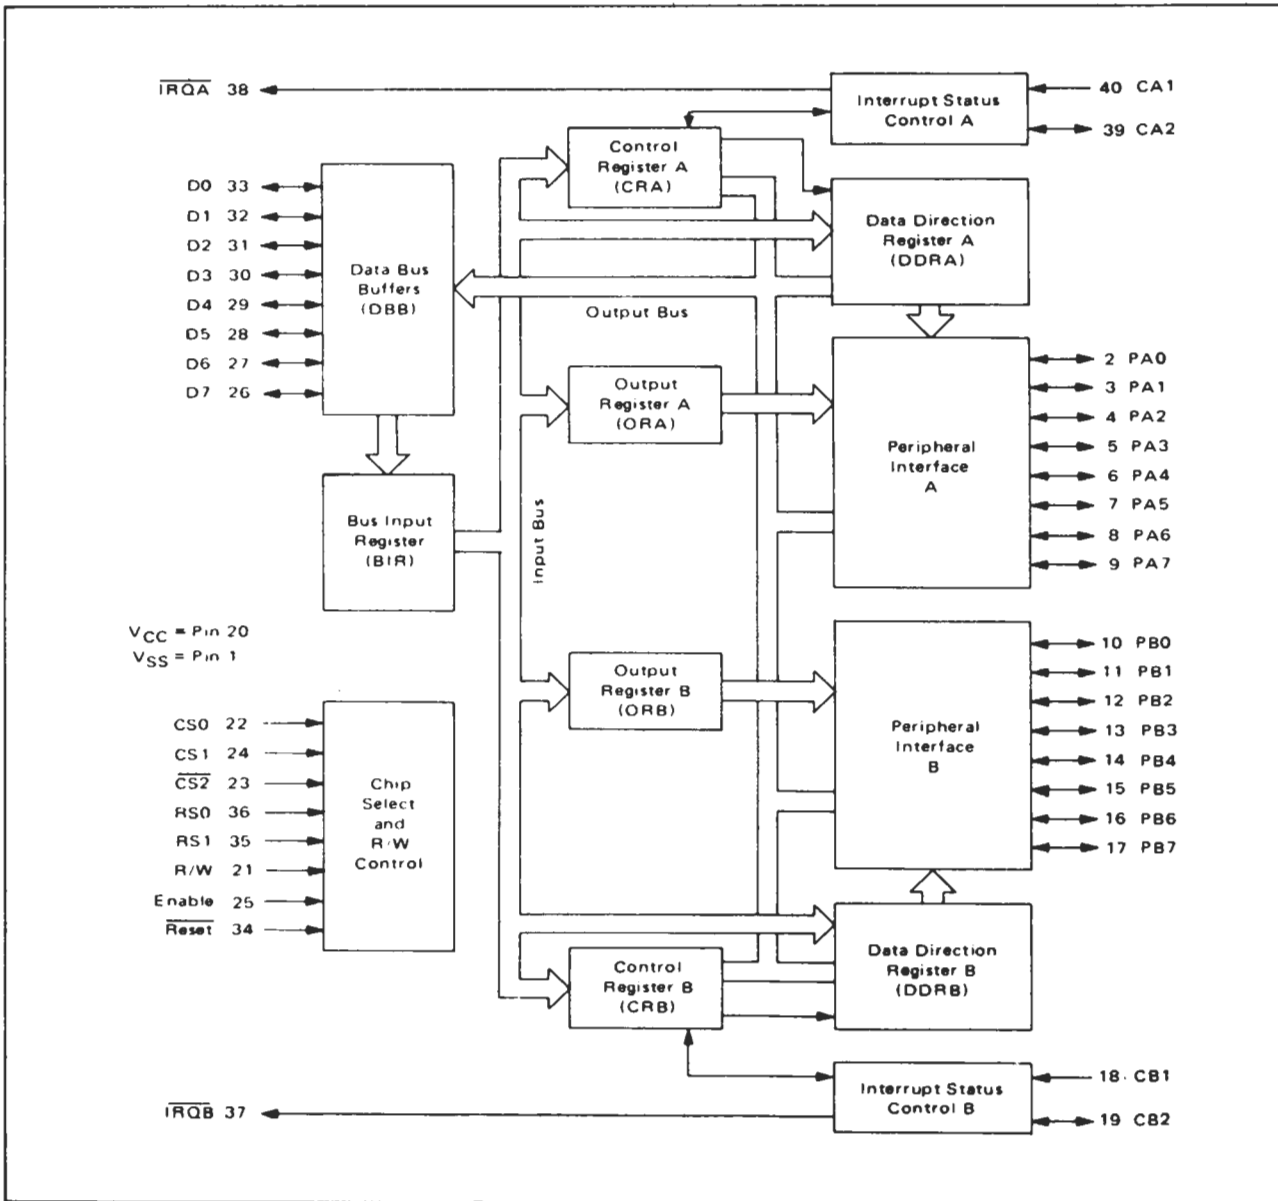 IRQA 38
Interrupt Status
Control A
40 CA1
39 CA2
Control
Register A
(CRA)
D0 33
D1 32
D2 31
D3 30
D4 29
D5 28
D6 27
D7 26
Data Bus
Buffers
(DBB)
Data Direction
Register A
(DDRA)
Output Bus
Output
Register A
(ORA)
Peripheral
Interface
A
2 PA0
3 PA1
4 PA2
5 PA3
6 PA4
7 PA5
8 PA6
9 PA7
Bus Input
Register
(BIR)
Input Bus
VCC = Pin 20
VSS = Pin 1
Output
Register B
(ORB)
Peripheral
Interface
B
10 PB0
11 PB1
12 PB2
13 PB3
14 PB4
15 PB5
16 PB6
17 PB7
CS0 22
CS1 24
CS2 23
RS0 36
RS1 35
R/W 21
Enable 25
Reset 34
Chip
Select
and
R/W
Control
Control
Register B
(CRB)
Data Direction
Register B
(DDRB)
Interrupt Status
Control B
18 CB1
19 CB2
IRQB 37